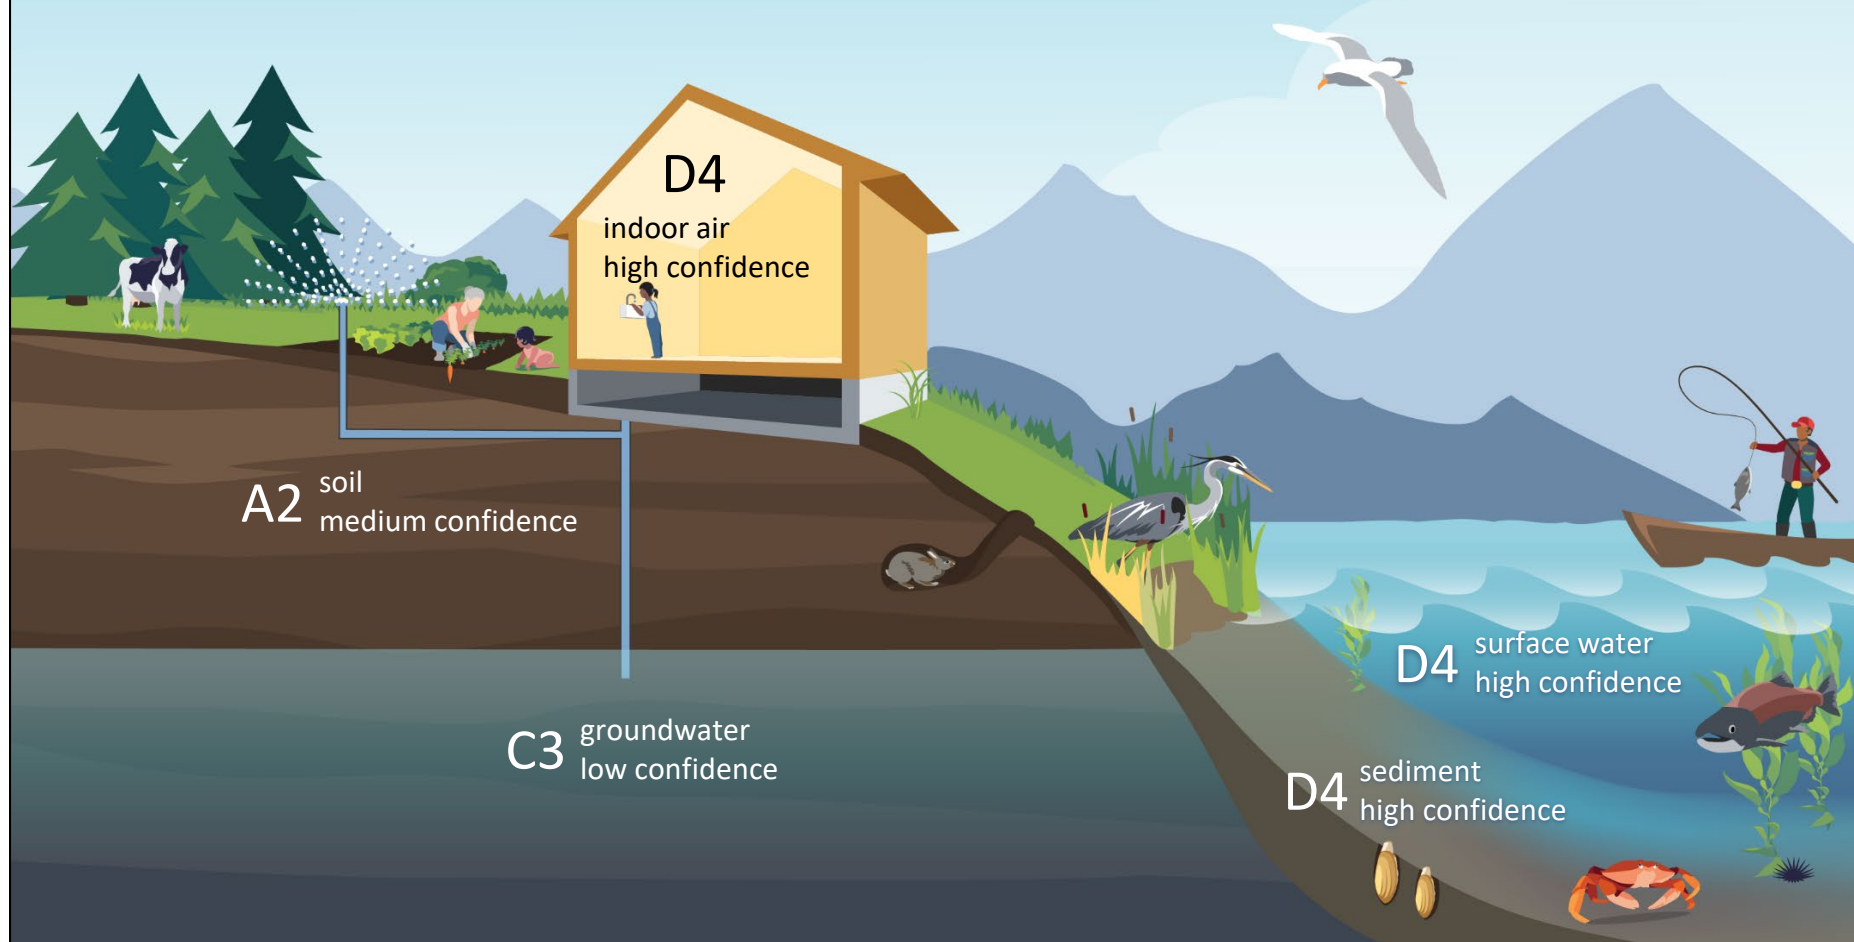 D4
indoor air
high confidence
A2
soil
medium confidence
D4
surface water
high confidence
C3
groundwater
low confidence
D4
sediment
high confidence